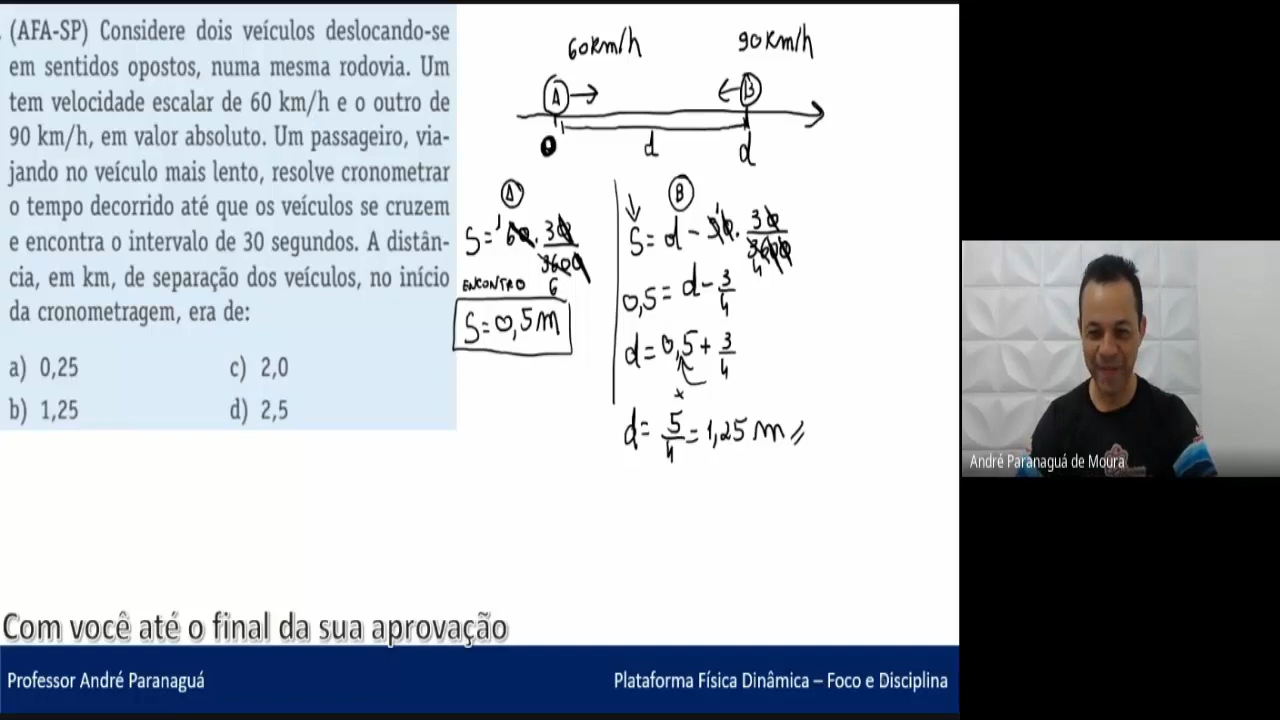 (AFA-SP) Considere dois veículos deslocando-se
em sentidos opostos, numa mesma rodovia. Um
tem velocidade escalar de 60 km/h e o outro de
90 km/h, em valor absoluto. Um passageiro, via-
jando no veículo mais lento, resolve cronometrar
o tempo decorrido até que os veículos se cruzem
e encontra o intervalo de 30 segundos. A distân-
cia, em km, de separação dos veículos, no início
da cronometragem, era de:
a) 0,25
c) 2,0
b) 1,25
d) 2,5
60km/h
90km/h
A
B
0
d
d
A
S = 60 . 30/3600
1
6
ENCONTRO
S = 0,5 m
B
S = d - 90 . 30/3600
1
4
0,5 = d - 3/4
d = 0,5 + 3/4
x
d = 5/4 = 1,25 m
André Paranaguá de Moura
Com você até o final da sua aprovação
Professor André Paranaguá
Plataforma Física Dinâmica – Foco e Disciplina